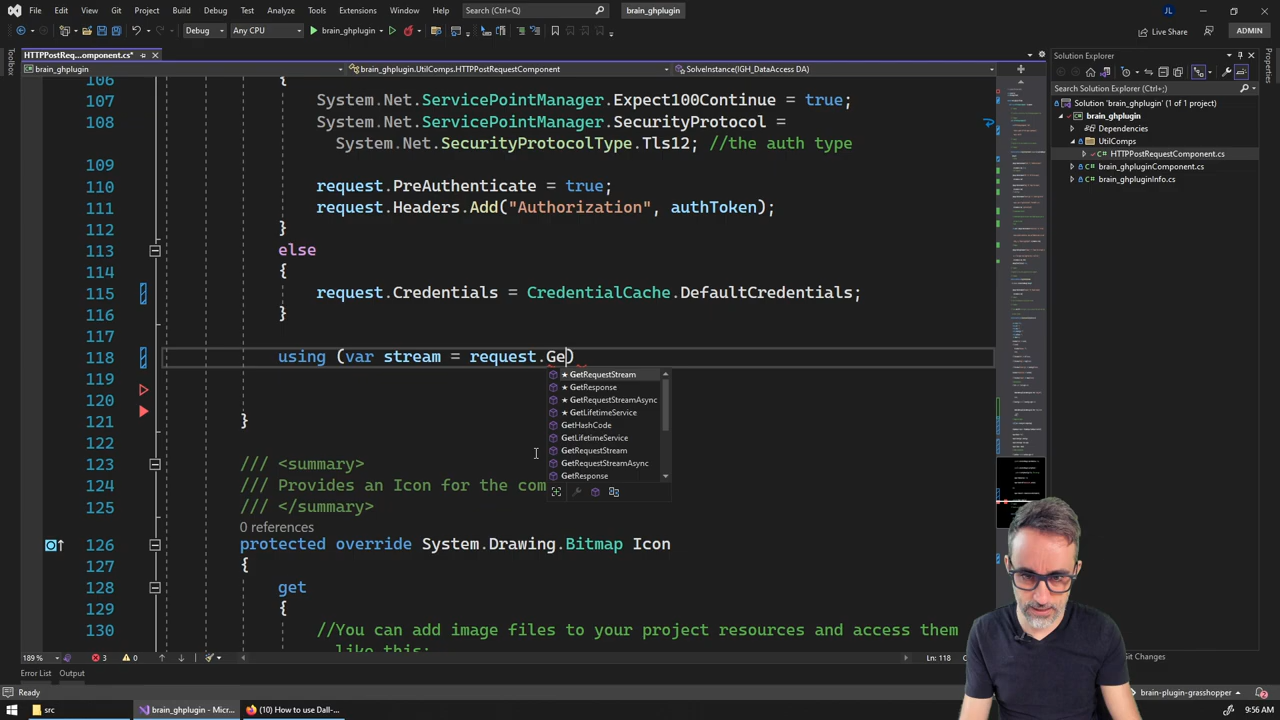 File Edit View Git Project Build Debug Test Analyze Tools Extensions Window Help Search (Ctrl+Q) brain_ghplugin JL
Debug Any CPU brain_ghplugin Live Share ADMIN
Toolbox
HTTPPostReq...omponent.cs*
brain_ghplugin brain_ghplugin.UtilComps.HTTPPostRequestComponent SolveInstance(IGH_DataAccess DA)
106 {
107 System.Net.ServicePointManager.Expect100Continue = true;
108 System.Net.ServicePointManager.SecurityProtocol =
System.Net.SecurityProtocolType.Tls12; //the auth type
109
110 request.PreAuthenticate = true;
111 request.Headers.Add("Authorization", authToken);
112 }
113 else
114 {
115 request.Credentials = CredentialCache.DefaultCredentials;
116 }
117
118 using (var stream = request.Ge)
119
120
121 }
122
123 /// <summary>
124 /// Provides an Icon for the com
125 /// </summary>
0 references
126 protected override System.Drawing.Bitmap Icon
127 {
128 get
129 {
130 //You can add image files to your project resources and access them
like this:
★ GetRequestStream
★ GetResponse
★ GetRequestStreamAsync
★ GetLifetimeService
GetHashCode
GetLifetimeService
GetRequestStream
GetRequestStreamAsync
GetResponse
Solution Explorer
Search Solution Explorer (Ctrl+;)
Solution 'brain_ghplugin' (1 of 1 project)
brain_ghplugin
Dependencies
UtilComps
HTTPPostRequestComponent.cs
brain_ghpluginComponent.cs
brain_ghpluginInfo.cs
Properties
189 % 3 0 Ln: 118
Git Changes
Error List Output
Ready brain-plugin-grasshopper 2
src brain_ghplugin - Micr... (10) How to use Dall-... 9:56 AM